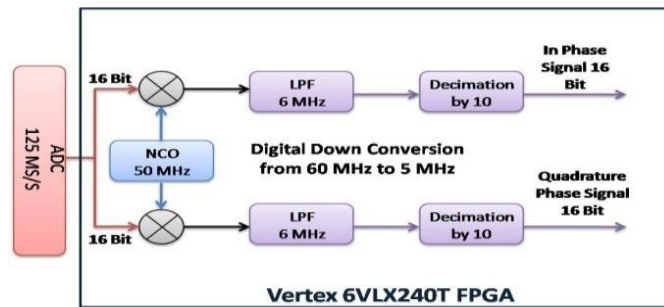 In Phase
Signal 16
Bit
16 Bit
LPF
6 MHz
Decimation
by 10
ADC
125 MS/S
NCO
50 MHz
Digital Down Conversion
from 60 MHz to 5 MHz
Quadrature
Phase Signal
16 Bit
16 Bit
LPF
6 MHz
Decimation
by 10
Vertex 6VLX240T FPGA